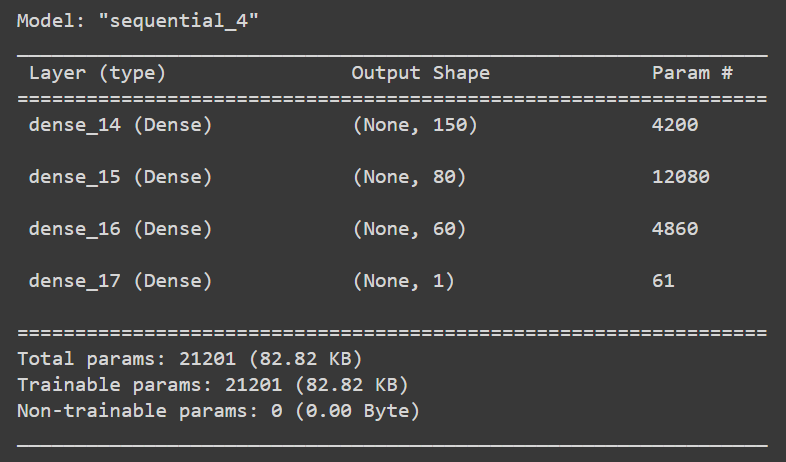 Model: "sequential_4"
_________________________________________________________________
Layer (type) Output Shape Param #
=================================================================
dense_14 (Dense) (None, 150) 4200
dense_15 (Dense) (None, 80) 12080
dense_16 (Dense) (None, 60) 4860
dense_17 (Dense) (None, 1) 61
=================================================================
Total params: 21201 (82.82 KB)
Trainable params: 21201 (82.82 KB)
Non-trainable params: 0 (0.00 Byte)
_________________________________________________________________